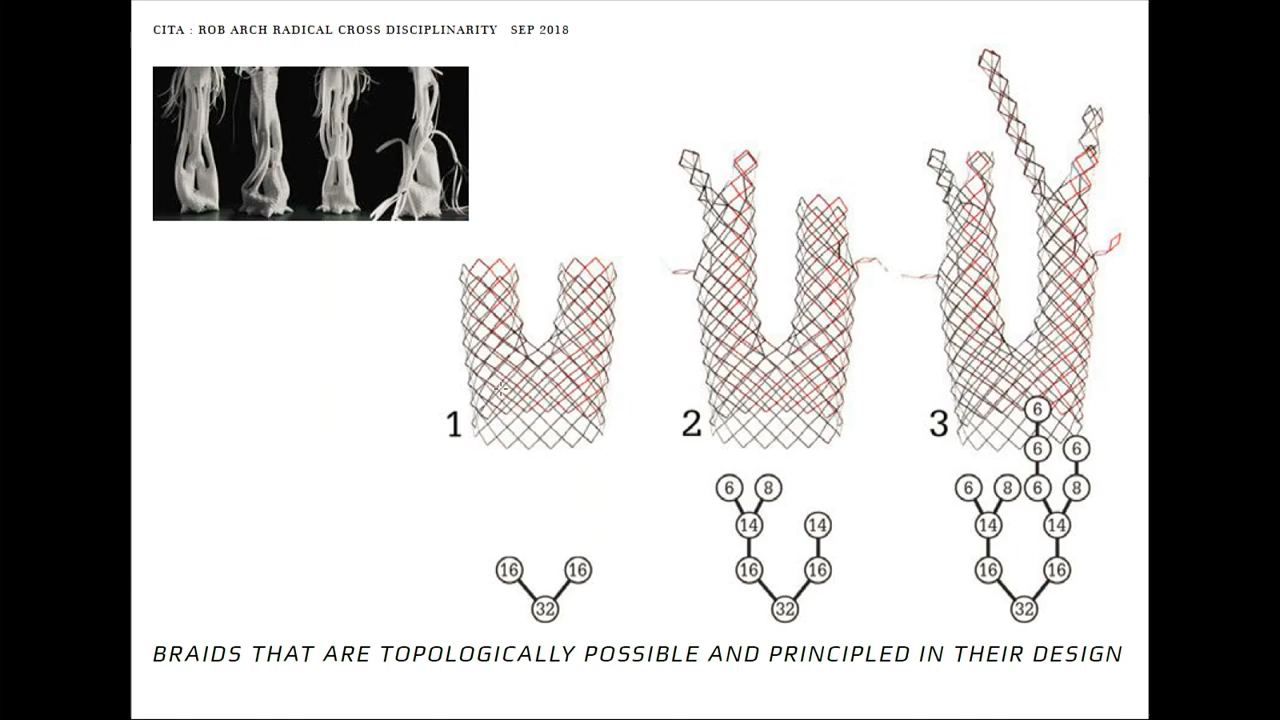 CITA : ROB ARCH RADICAL CROSS DISCIPLINARITY SEP 2018
1
2
3
6
6 6
6 8 6 8 6 8
14 14 14 14
16 16 16 16 16 16
32 32 32
BRAIDS THAT ARE TOPOLOGICALLY POSSIBLE AND PRINCIPLED IN THEIR DESIGN